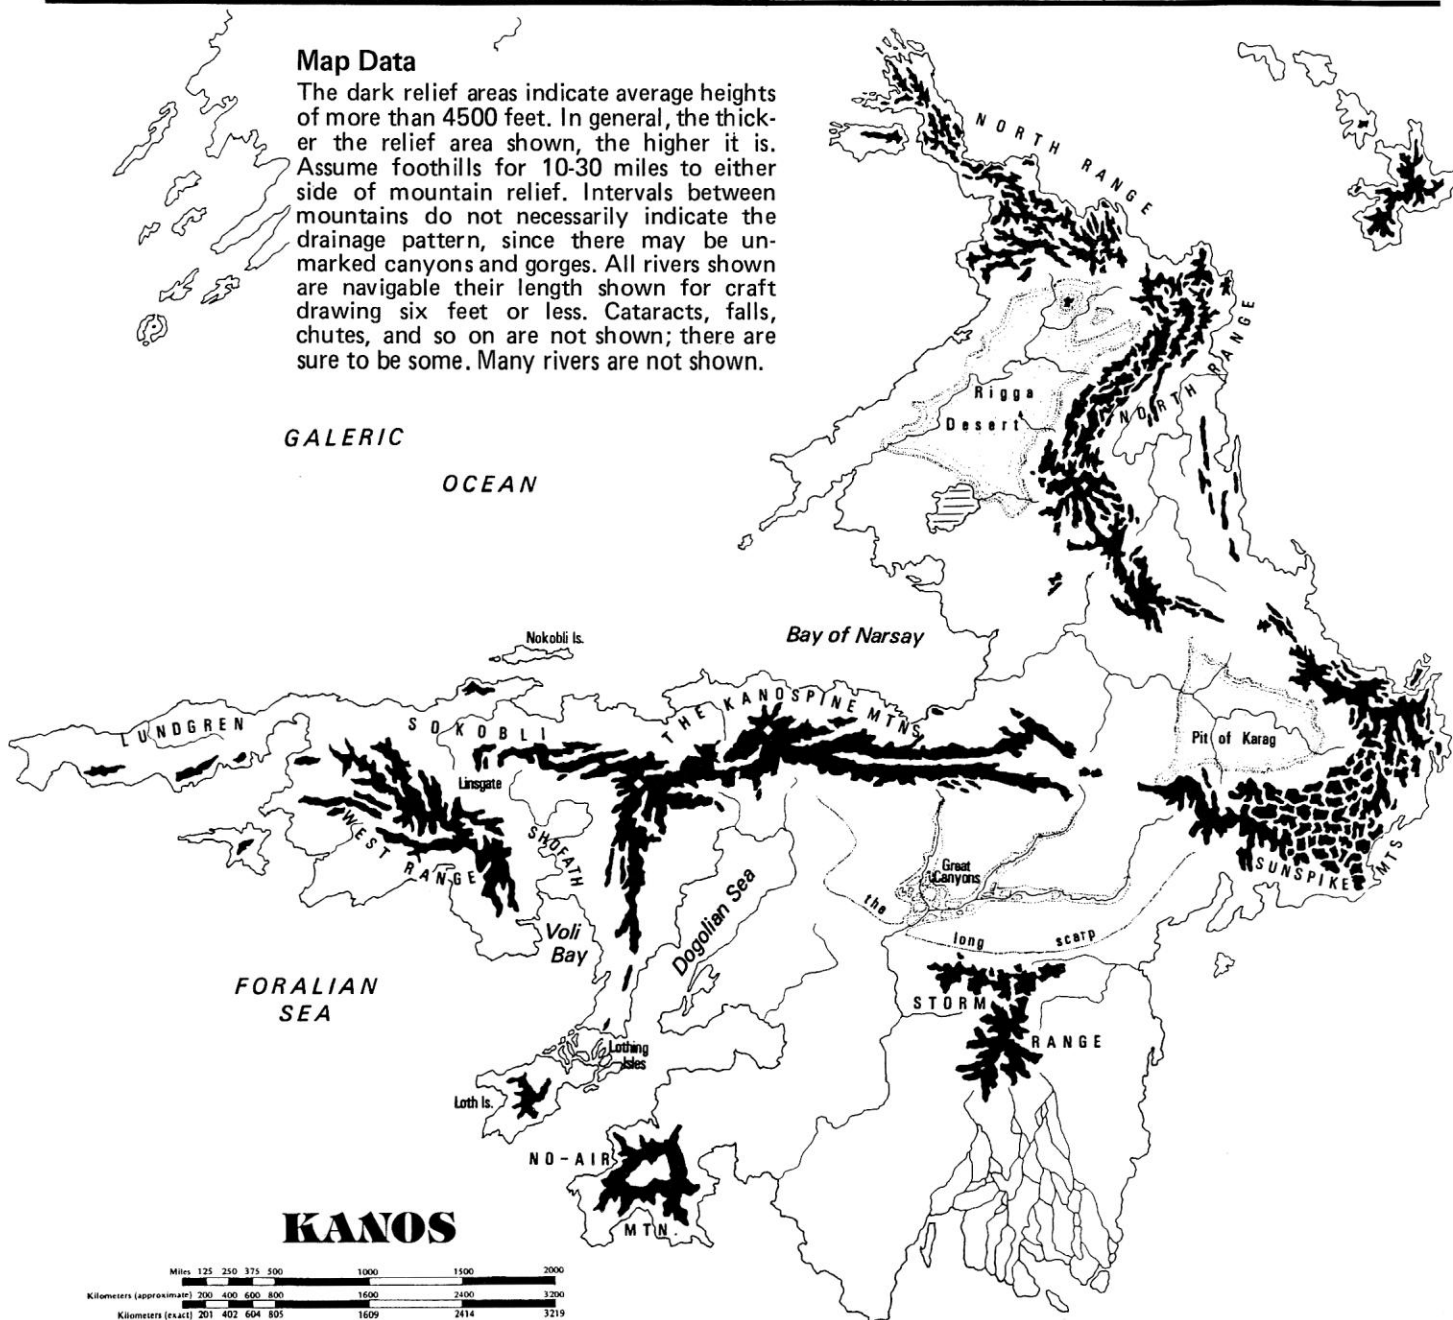 Map Data
The dark relief areas indicate average heights
of more than 4500 feet. In general, the thick-
er the relief area shown, the higher it is.
Assume foothills for 10-30 miles to either
side of mountain relief. Intervals between
mountains do not necessarily indicate the
drainage pattern, since there may be un-
marked canyons and gorges. All rivers shown
are navigable their length shown for craft
drawing six feet or less. Cataracts, falls,
chutes, and so on are not shown; there are
sure to be some. Many rivers are not shown.
NORTH RANGE
NORTH RANGE
Rigga
Desert
GALERIC
OCEAN
Nokobli Is.
Bay of Narsay
LUNDGREN
SOKOBLI
THE KANOSPINE MTNS
Pit of Karag
Linsgate
WEST RANGE
SHOFATH
Great
Canyons
SUNSPIKE MTS
the
long scarp
Voli
Bay
Dogolian Sea
FORALIAN
SEA
STORM
RANGE
Lothing
Isles
Loth Is.
NO-AIR
MTN.
KANOS
Miles 125 250 375 500 1000 1500 2000
Kilometers (approximate) 200 400 600 800 1600 2400 3200
Kilometers (exact) 201 402 604 805 1609 2414 3219